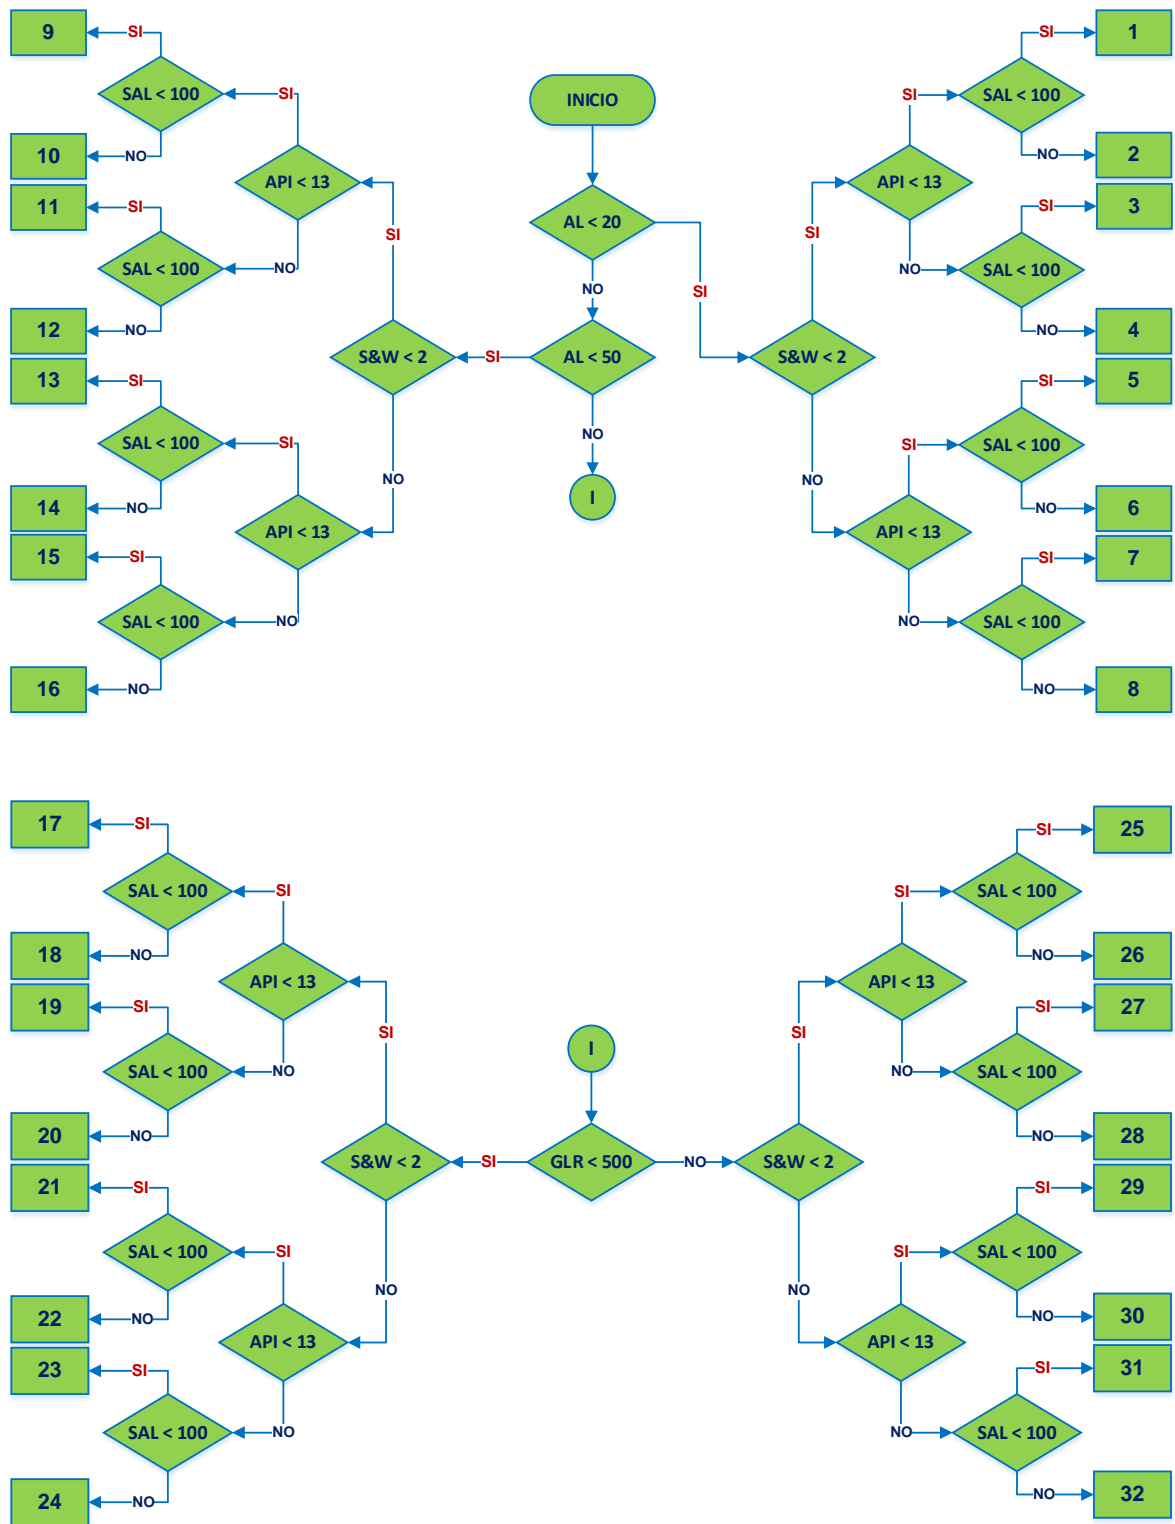 9
SI
SAL < 100
SI
10
NO
API < 13
11
SI
SAL < 100
NO
12
NO
SI
S&W < 2
13
SI
SAL < 100
SI
14
NO
NO
API < 13
15
SI
SAL < 100
NO
16
NO
INICIO
AL < 20
NO
SI
AL < 50
SI
NO
I
SI
1
SAL < 100
SI
NO
2
API < 13
SI
3
SAL < 100
NO
NO
4
SI
S&W < 2
SI
5
SAL < 100
SI
NO
6
NO
API < 13
SI
7
SAL < 100
NO
NO
8
17
SI
SAL < 100
SI
18
NO
API < 13
19
SI
SAL < 100
NO
20
NO
SI
S&W < 2
21
SI
SAL < 100
SI
22
NO
NO
API < 13
23
SI
SAL < 100
NO
24
NO
I
SI
GLR < 500
NO
SI
25
SAL < 100
SI
NO
26
API < 13
SI
27
SAL < 100
NO
NO
28
SI
S&W < 2
SI
29
SAL < 100
SI
NO
30
NO
API < 13
SI
31
SAL < 100
NO
NO
32